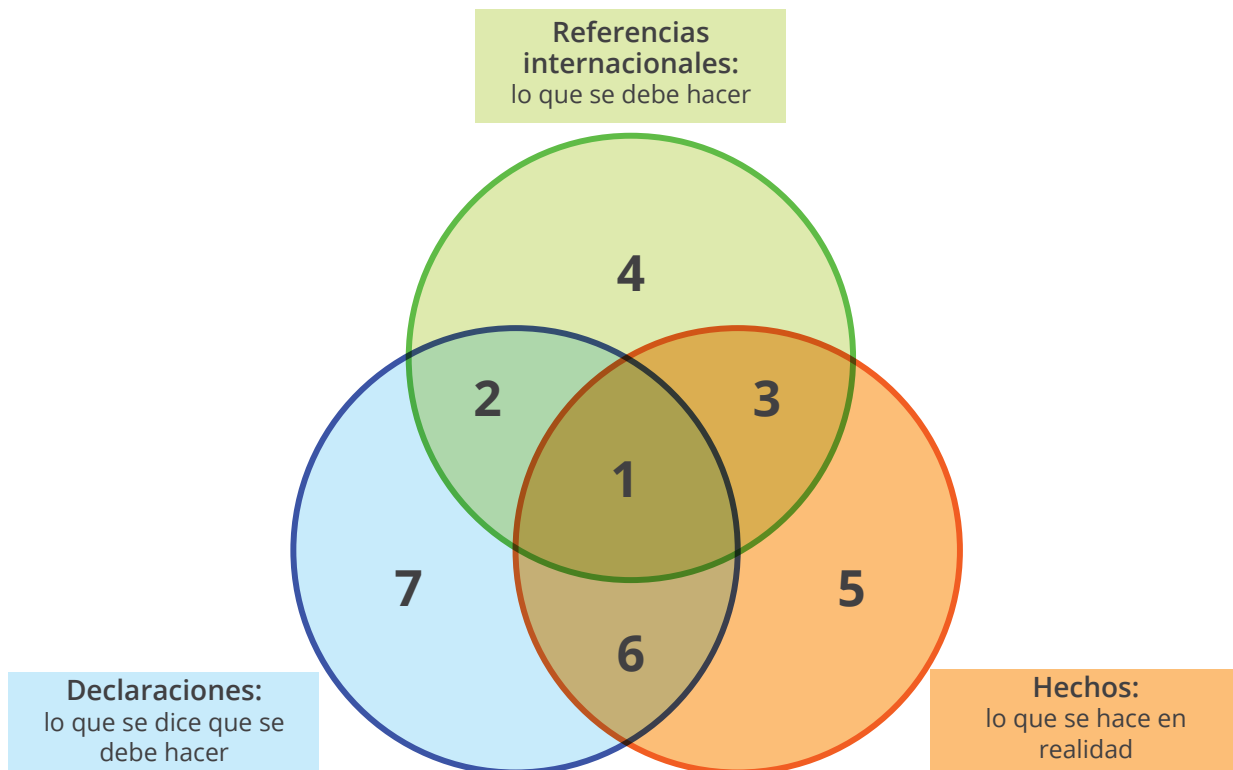 Referencias
internacionales:
lo que se debe hacer
4
2
3
1
7
5
6
Declaraciones:
lo que se dice que se
debe hacer
Hechos:
lo que se hace en
realidad